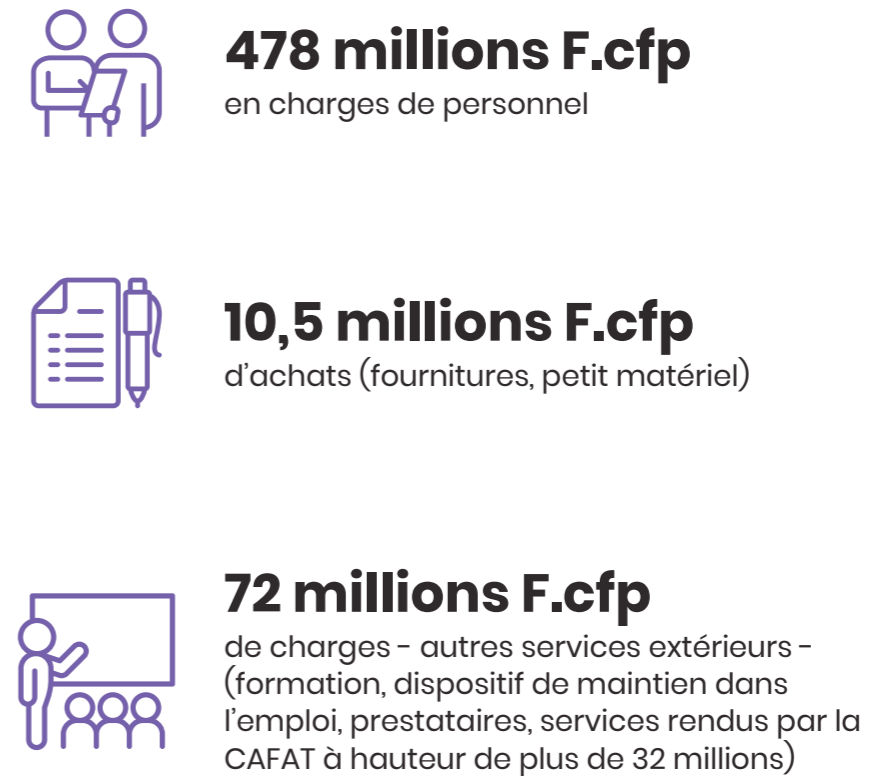 478 millions F.cfp
en charges de personnel
10,5 millions F.cfp
d'achats (fournitures, petit matériel)
72 millions F.cfp
de charges - autres services extérieurs -
(formation, dispositif de maintien dans
l'emploi, prestataires, services rendus par la
CAFAT à hauteur de plus de 32 millions)